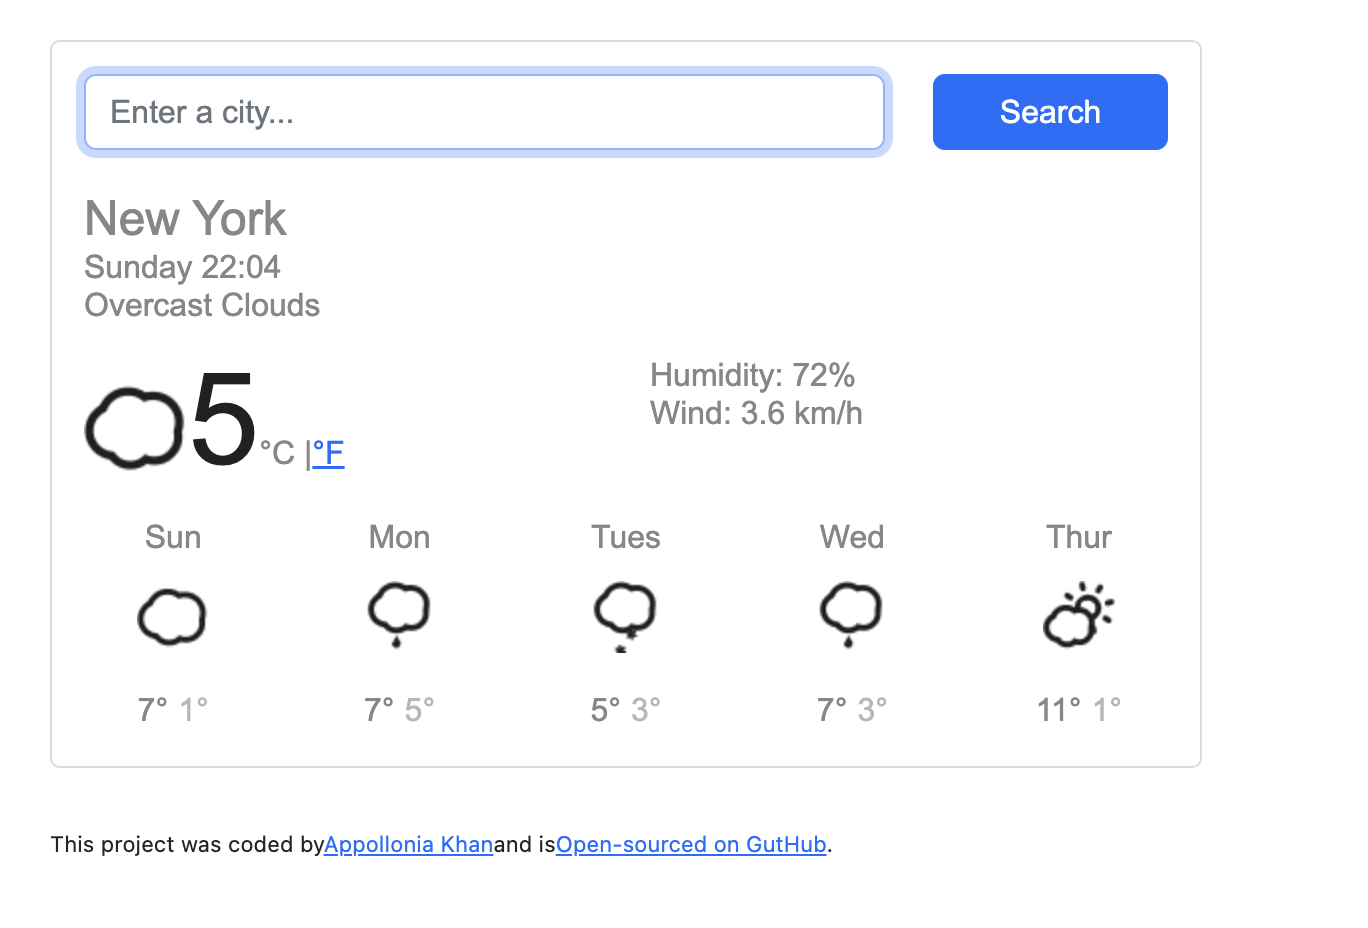 Enter a city...
Search
New York
Sunday 22:04
Overcast Clouds
5 °C |°F
Humidity: 72%
Wind: 3.6 km/h
Sun Mon Tues Wed Thur
7° 1° 7° 5° 5° 3° 7° 3° 11° 1°
This project was coded byAppollonia Khanand isOpen-sourced on GutHub.